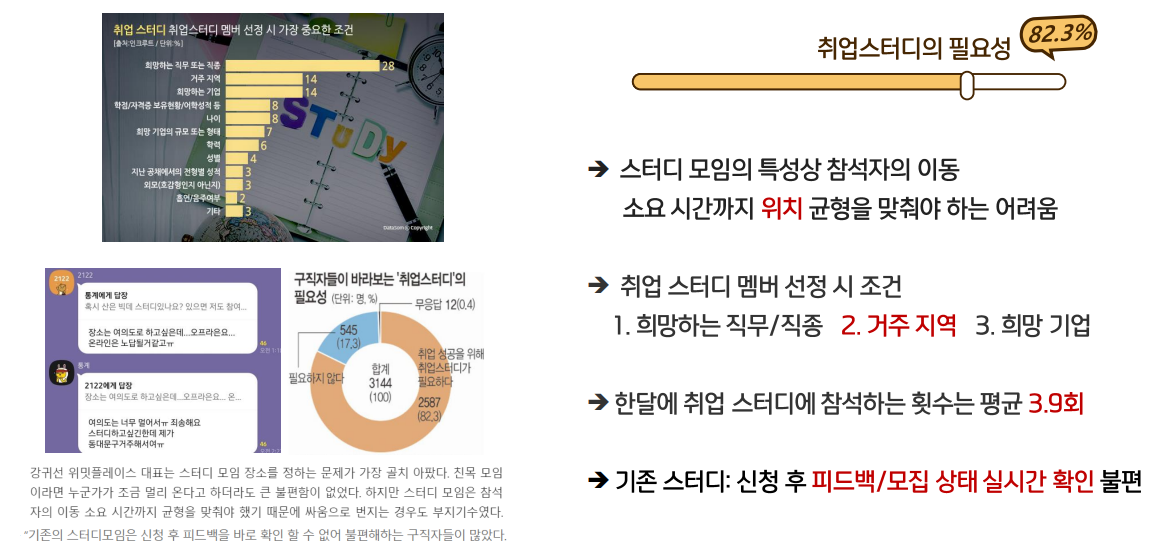 취업 스터디 취업스터디 멤버 선정 시 가장 중요한 조건
[출처:인크루트 / 단위:%]
희망하는 직무 또는 직종 28
거주 지역 14
희망하는 기업 14
학점/자격증 보유현황/어학성적 등 8
나이 8
희망 기업의 규모 또는 형태 7
학력 6
성별 4
지난 공채에서의 전형별 성적 3
외모(호감형인지 아닌지) 3
흡연/음주여부 2
기타 3
STUDY
DataSom ⓒ Copyright
2122
2122
통계에게 답장
혹시 산은 빅데 스터디있나요? 있으면 저도 참여...
장소는 여의도로 하고싶은데...오프라은요...
온라인은 노답될거같고ㅠ
46
통계
2122에게 답장
장소는 여의도로 하고싶은데...오프라은요... 온...
여의도는 너무 멀어서ㅠ 죄송해요
스터디하고싶긴한데 제가
동대문구거주해서여ㅠ
46
구직자들이 바라보는 '취업스터디'의
필요성 (단위: 명, %)
무응답 12(0.4)
545
(17.3)
필요하지 않다
합계
3144
(100)
취업 성공을 위해
취업스터디가
필요하다
2587
(82.3)
강귀선 위밋플레이스 대표는 스터디 모임 장소를 정하는 문제가 가장 골치 아팠다. 친목 모임
이라면 누군가가 조금 멀리 온다고 하더라도 큰 불편함이 없었다. 하지만 스터디 모임은 참석
자의 이동 소요 시간까지 균형을 맞춰야 했기 때문에 싸움으로 번지는 경우도 부지기수였다.
"기존의 스터디모임은 신청 후 피드백을 바로 확인 할 수 없어 불편해하는 구직자들이 많았다.
취업스터디의 필요성 82.3%
➔ 스터디 모임의 특성상 참석자의 이동
소요 시간까지 위치 균형을 맞춰야 하는 어려움
➔ 취업 스터디 멤버 선정 시 조건
1. 희망하는 직무/직종 2. 거주 지역 3. 희망 기업
➔ 한달에 취업 스터디에 참석하는 횟수는 평균 3.9회
➔ 기존 스터디: 신청 후 피드백/모집 상태 실시간 확인 불편